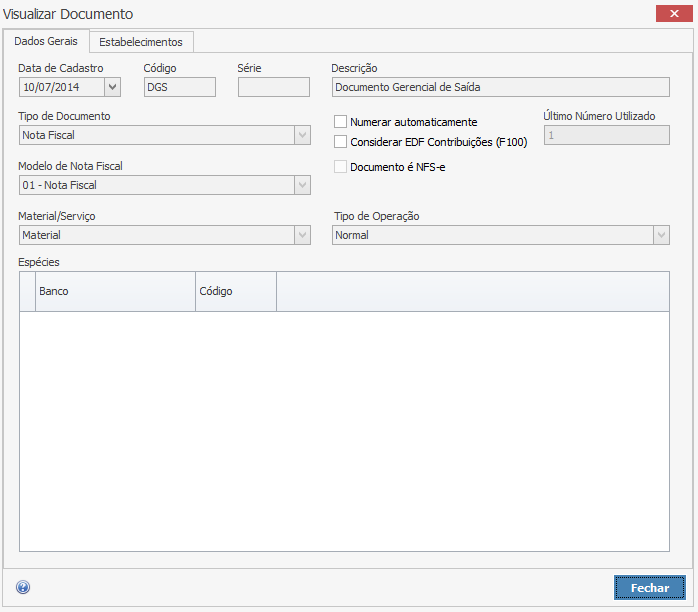 Visualizar Documento
Dados Gerais Estabelecimentos
Data de Cadastro Código Série Descrição
10/07/2014 DGS Documento Gerencial de Saída
Tipo de Documento Numerar automaticamente Último Número Utilizado
Nota Fiscal Considerar EDF Contribuições (F100) 1
Modelo de Nota Fiscal Documento é NFS-e
01 - Nota Fiscal
Material/Serviço Tipo de Operação
Material Normal
Espécies
Banco Código
Fechar